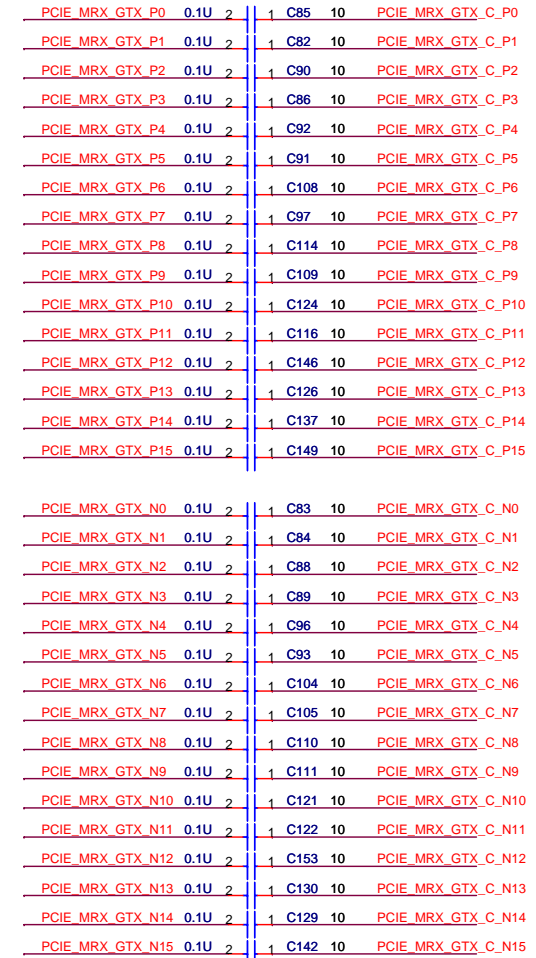 PCIE_MRX_GTX_P0 0.1U 2 1 C85 10 PCIE_MRX_GTX_C_P0
PCIE_MRX_GTX_P1 0.1U 2 1 C82 10 PCIE_MRX_GTX_C_P1
PCIE_MRX_GTX_P2 0.1U 2 1 C90 10 PCIE_MRX_GTX_C_P2
PCIE_MRX_GTX_P3 0.1U 2 1 C86 10 PCIE_MRX_GTX_C_P3
PCIE_MRX_GTX_P4 0.1U 2 1 C92 10 PCIE_MRX_GTX_C_P4
PCIE_MRX_GTX_P5 0.1U 2 1 C91 10 PCIE_MRX_GTX_C_P5
PCIE_MRX_GTX_P6 0.1U 2 1 C108 10 PCIE_MRX_GTX_C_P6
PCIE_MRX_GTX_P7 0.1U 2 1 C97 10 PCIE_MRX_GTX_C_P7
PCIE_MRX_GTX_P8 0.1U 2 1 C114 10 PCIE_MRX_GTX_C_P8
PCIE_MRX_GTX_P9 0.1U 2 1 C109 10 PCIE_MRX_GTX_C_P9
PCIE_MRX_GTX_P10 0.1U 2 1 C124 10 PCIE_MRX_GTX_C_P10
PCIE_MRX_GTX_P11 0.1U 2 1 C116 10 PCIE_MRX_GTX_C_P11
PCIE_MRX_GTX_P12 0.1U 2 1 C146 10 PCIE_MRX_GTX_C_P12
PCIE_MRX_GTX_P13 0.1U 2 1 C126 10 PCIE_MRX_GTX_C_P13
PCIE_MRX_GTX_P14 0.1U 2 1 C137 10 PCIE_MRX_GTX_C_P14
PCIE_MRX_GTX_P15 0.1U 2 1 C149 10 PCIE_MRX_GTX_C_P15
PCIE_MRX_GTX_N0 0.1U 2 1 C83 10 PCIE_MRX_GTX_C_N0
PCIE_MRX_GTX_N1 0.1U 2 1 C84 10 PCIE_MRX_GTX_C_N1
PCIE_MRX_GTX_N2 0.1U 2 1 C88 10 PCIE_MRX_GTX_C_N2
PCIE_MRX_GTX_N3 0.1U 2 1 C89 10 PCIE_MRX_GTX_C_N3
PCIE_MRX_GTX_N4 0.1U 2 1 C96 10 PCIE_MRX_GTX_C_N4
PCIE_MRX_GTX_N5 0.1U 2 1 C93 10 PCIE_MRX_GTX_C_N5
PCIE_MRX_GTX_N6 0.1U 2 1 C104 10 PCIE_MRX_GTX_C_N6
PCIE_MRX_GTX_N7 0.1U 2 1 C105 10 PCIE_MRX_GTX_C_N7
PCIE_MRX_GTX_N8 0.1U 2 1 C110 10 PCIE_MRX_GTX_C_N8
PCIE_MRX_GTX_N9 0.1U 2 1 C111 10 PCIE_MRX_GTX_C_N9
PCIE_MRX_GTX_N10 0.1U 2 1 C121 10 PCIE_MRX_GTX_C_N10
PCIE_MRX_GTX_N11 0.1U 2 1 C122 10 PCIE_MRX_GTX_C_N11
PCIE_MRX_GTX_N12 0.1U 2 1 C153 10 PCIE_MRX_GTX_C_N12
PCIE_MRX_GTX_N13 0.1U 2 1 C130 10 PCIE_MRX_GTX_C_N13
PCIE_MRX_GTX_N14 0.1U 2 1 C129 10 PCIE_MRX_GTX_C_N14
PCIE_MRX_GTX_N15 0.1U 2 1 C142 10 PCIE_MRX_GTX_C_N15